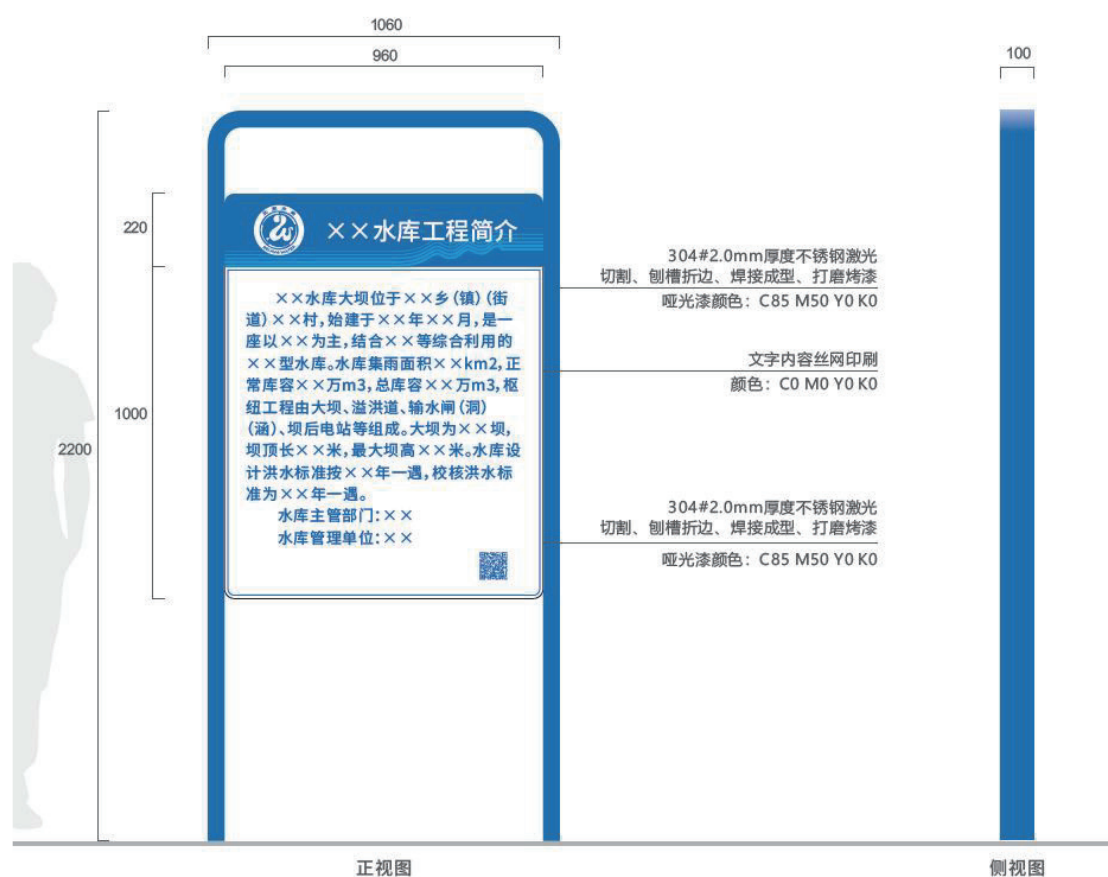 1060
960
100
220
1000
2200
××水库工程简介
××水库大坝位于××乡(镇)(街
道)××村,始建于××年××月,是一
座以××为主,结合××等综合利用的
××型水库。水库集雨面积××km2,正
常库容××万m3,总库容××万m3,枢
纽工程由大坝、溢洪道、输水闸(洞)
(涵)、坝后电站等组成。大坝为××坝,
坝顶长××米,最大坝高××米。水库设
计洪水标准按××年一遇,校核洪水标
准为××年一遇。
水库主管部门:××
水库管理单位:××
304#2.0mm厚度不锈钢激光
切割、刨槽折边、焊接成型、打磨烤漆
哑光漆颜色：C85 M50 Y0 K0
文字内容丝网印刷
颜色：C0 M0 Y0 K0
304#2.0mm厚度不锈钢激光
切割、刨槽折边、焊接成型、打磨烤漆
哑光漆颜色：C85 M50 Y0 K0
正视图
侧视图